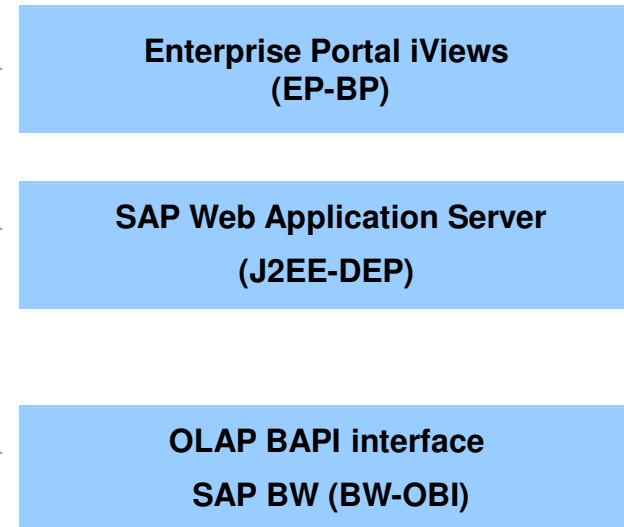 Enterprise Portal iViews
(EP-BP)
SAP Web Application Server
(J2EE-DEP)
OLAP BAPI interface
SAP BW (BW-OBI)